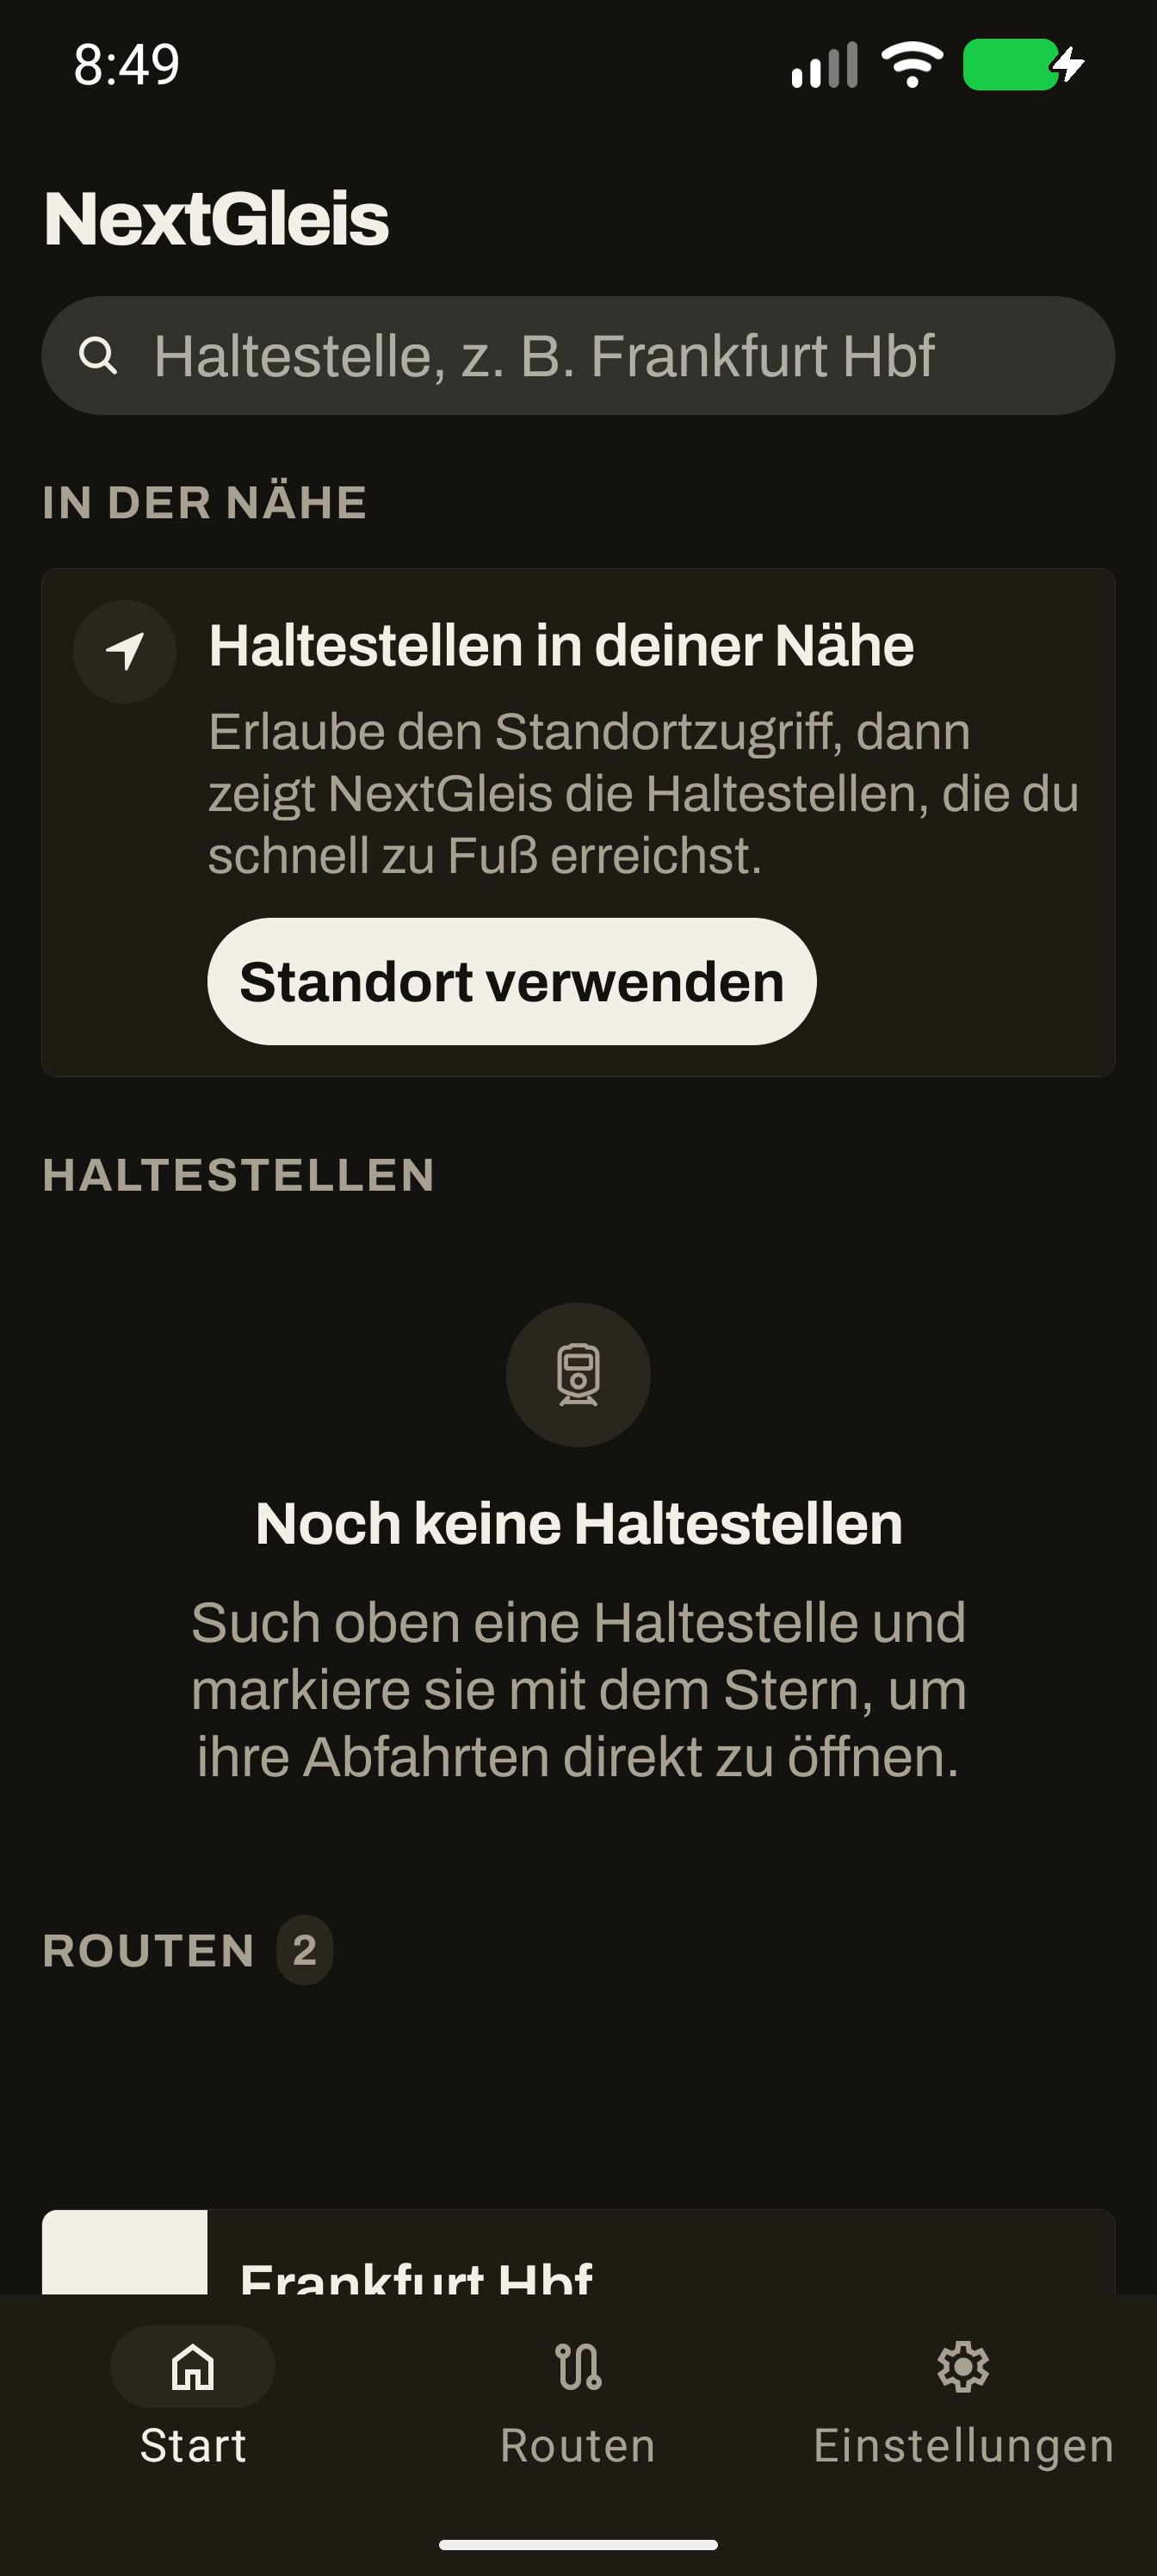 8:49
NextGleis
Haltestelle, z. B. Frankfurt Hbf
IN DER NÄHE
Haltestellen in deiner Nähe
Erlaube den Standortzugriff, dann
zeigt NextGleis die Haltestellen, die du
schnell zu Fuß erreichst.
Standort verwenden
HALTESTELLEN
Noch keine Haltestellen
Such oben eine Haltestelle und
markiere sie mit dem Stern, um
ihre Abfahrten direkt zu öffnen.
ROUTEN 2
Frankfurt Hbf
Start Routen Einstellungen